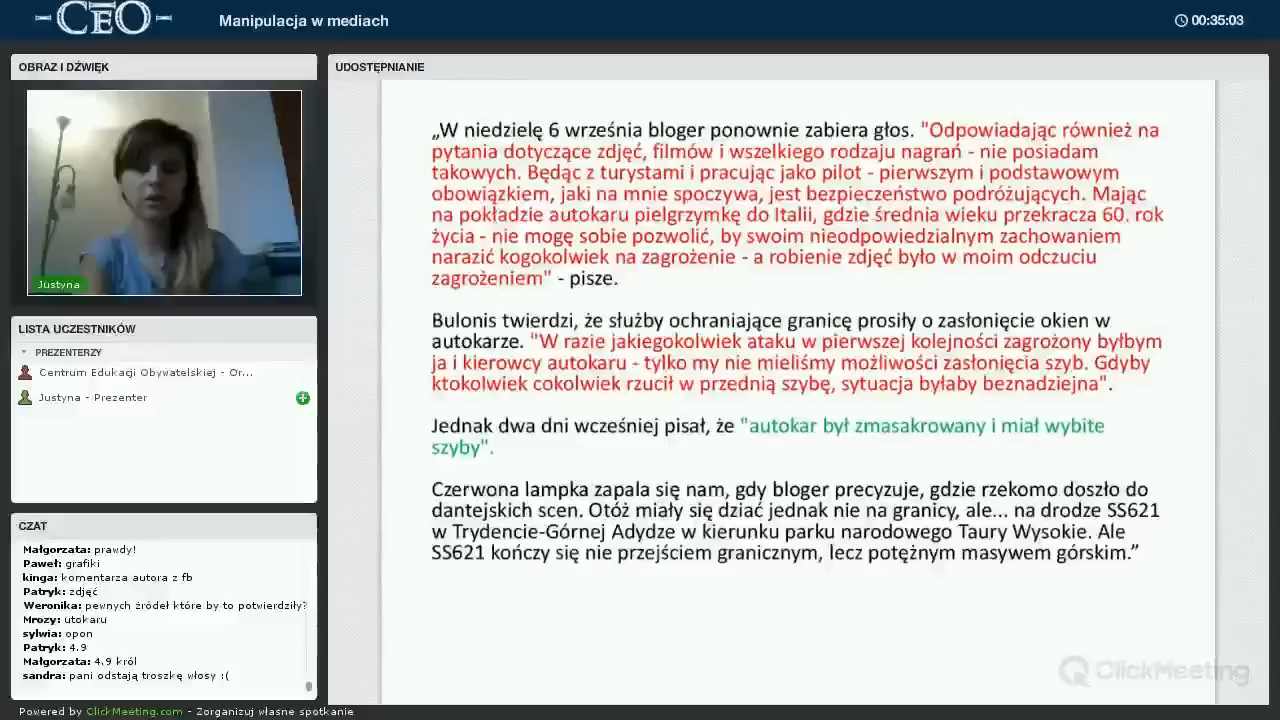 CEO
Manipulacja w mediach
00:35:03
OBRAZ I DŹWIĘK
Justyna
LISTA UCZESTNIKÓW
PREZENTERZY
Centrum Edukacji Obywatelskiej - Or...
Justyna - Prezenter
CZAT
Małgorzata: prawdy!
Paweł: grafiki
kinga: komentarza autora z fb
Patryk: zdjęć
Weronika: pewnych źródeł które by to potwierdziły?
Mrozy: utokaru
sylwia: opon
Patryk: 4.9
Małgorzata: 4.9 król
sandra: pani odstają troszkę włosy :(
UDOSTĘPNIANIE
„W niedzielę 6 września bloger ponownie zabiera głos. "Odpowiadając również na
pytania dotyczące zdjęć, filmów i wszelkiego rodzaju nagrań - nie posiadam
takowych. Będąc z turystami i pracując jako pilot - pierwszym i podstawowym
obowiązkiem, jaki na mnie spoczywa, jest bezpieczeństwo podróżujących. Mając
na pokładzie autokaru pielgrzymkę do Italii, gdzie średnia wieku przekracza 60. rok
życia - nie mogę sobie pozwolić, by swoim nieodpowiedzialnym zachowaniem
narazić kogokolwiek na zagrożenie - a robienie zdjęć było w moim odczuciu
zagrożeniem" - pisze.
Bulonis twierdzi, że służby ochraniające granicę prosiły o zasłonięcie okien w
autokarze. "W razie jakiegokolwiek ataku w pierwszej kolejności zagrożony byłbym
ja i kierowcy autokaru - tylko my nie mieliśmy możliwości zasłonięcia szyb. Gdyby
ktokolwiek cokolwiek rzucił w przednią szybę, sytuacja byłaby beznadziejna".
Jednak dwa dni wcześniej pisał, że "autokar był zmasakrowany i miał wybite
szyby".
Czerwona lampka zapala się nam, gdy bloger precyzuje, gdzie rzekomo doszło do
dantejskich scen. Otóż miały się dziać jednak nie na granicy, ale... na drodze SS621
w Trydencie-Górnej Adydze w kierunku parku narodowego Taury Wysokie. Ale
SS621 kończy się nie przejściem granicznym, lecz potężnym masywem górskim.”
ClickMeeting
Powered by ClickMeeting.com - Zorganizuj własne spotkanie